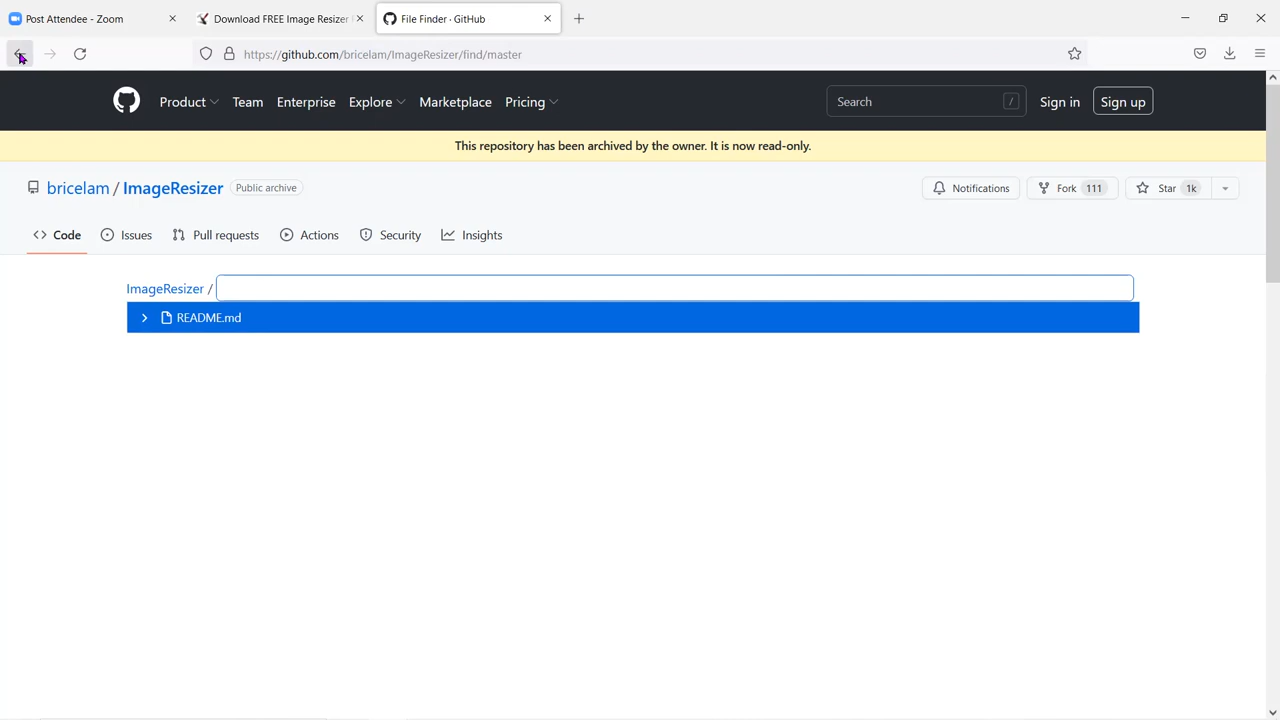 Post Attendee - Zoom
Download FREE Image Resizer
File Finder · GitHub
https://github.com/bricelam/ImageResizer/find/master
Product
Team
Enterprise
Explore
Marketplace
Pricing
Search
/
Sign in
Sign up
This repository has been archived by the owner. It is now read-only.
bricelam / ImageResizer
Public archive
Notifications
Fork 111
Star 1k
Code
Issues
Pull requests
Actions
Security
Insights
ImageResizer /
README.md